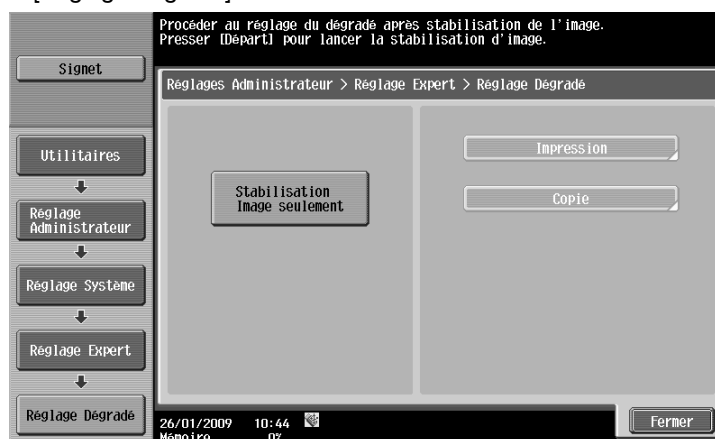 Procéder au réglage du dégradé après stabilisation de l'image.
Presser [Départ] pour lancer la stabilisation d'image.
Signet
Réglages Administrateur > Réglage Expert > Réglage Dégradé
Utilitaires
Réglage
Administrateur
Réglage Système
Réglage Expert
Réglage Dégradé
Stabilisation
Image seulement
Impression
Copie
26/01/2009 10:44
Mémoire 0%
Fermer